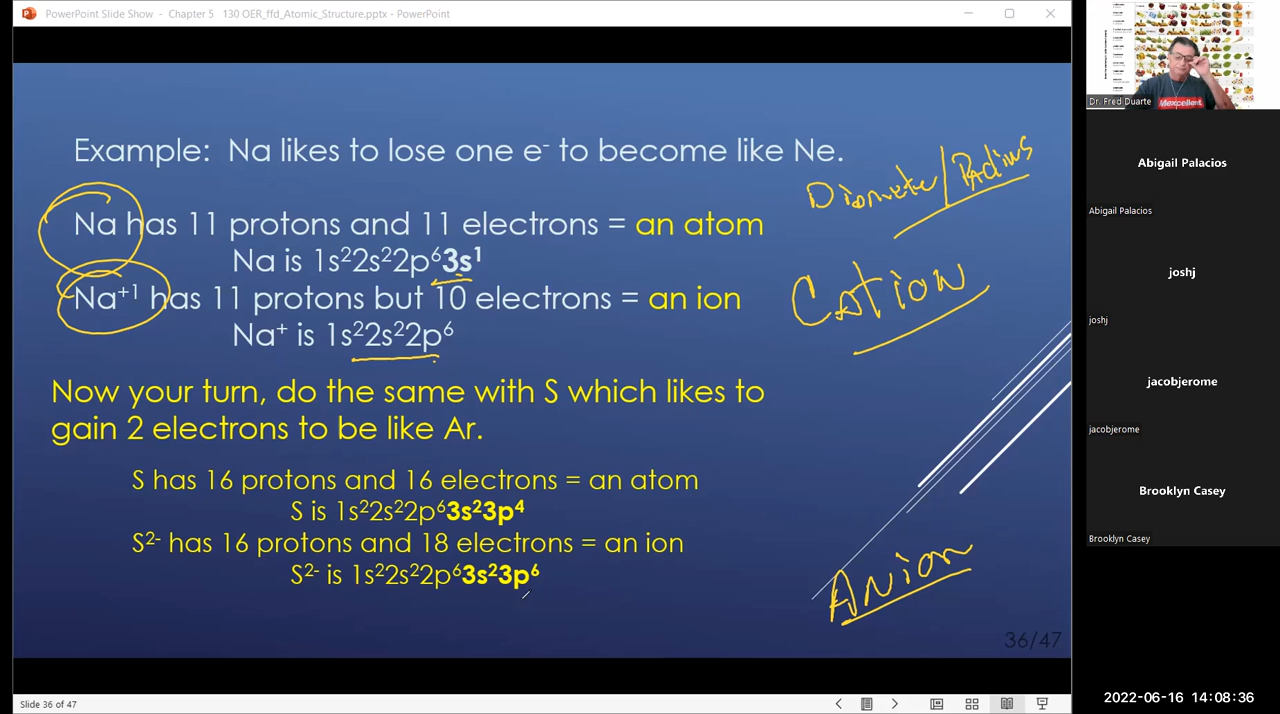 PowerPoint Slide Show - Chapter 5 130 OER_ffd_Atomic_Structure.pptx - PowerPoint
Example: Na likes to lose one e⁻ to become like Ne.
Diameter/Radius
Na has 11 protons and 11 electrons = an atom
Na is 1s²2s²2p⁶3s¹
Na⁺¹ has 11 protons but 10 electrons = an ion
Cation
Na⁺ is 1s²2s²2p⁶
Now your turn, do the same with S which likes to
gain 2 electrons to be like Ar.
S has 16 protons and 16 electrons = an atom
S is 1s²2s²2p⁶3s²3p⁴
S²⁻ has 16 protons and 18 electrons = an ion
S²⁻ is 1s²2s²2p⁶3s²3p⁶
Anion
36/47
Slide 36 of 47
Mexcellent
Dr. Fred Duarte
Abigail Palacios
Abigail Palacios
joshj
joshj
jacobjerome
jacobjerome
Brooklyn Casey
Brooklyn Casey
2022-06-16 14:08:36